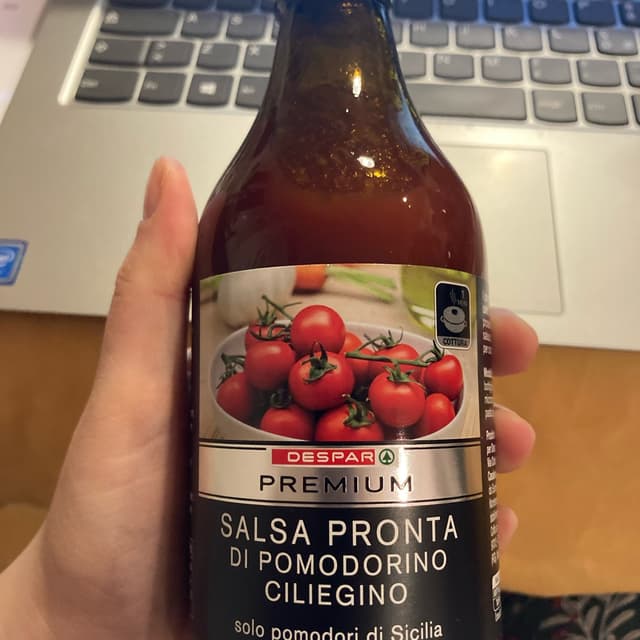 COTTURA
DESPAR
PREMIUM
SALSA PRONTA
DI POMODORINO
CILIEGINO
solo pomodori di Sicilia